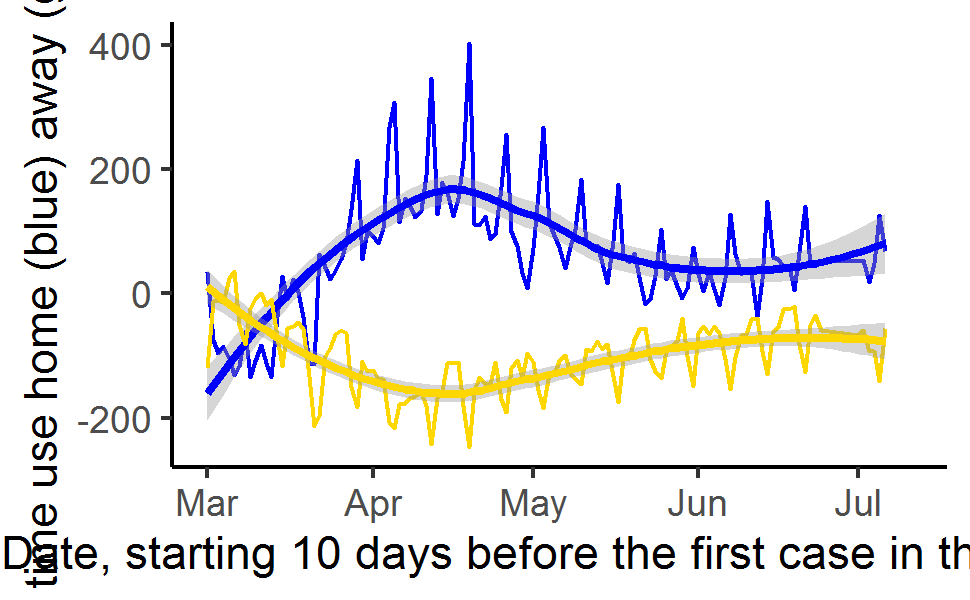 time use home (blue) away (
400
200
0
-200
Mar Apr May Jun Jul
Date, starting 10 days before the first case in th